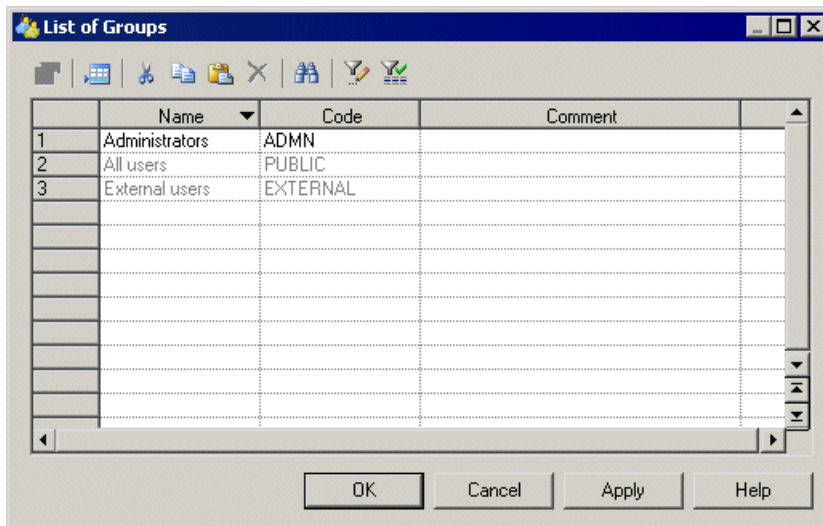 List of Groups
Name Code Comment
1 Administrators ADMN
2 All users PUBLIC
3 External users EXTERNAL
OK Cancel Apply Help